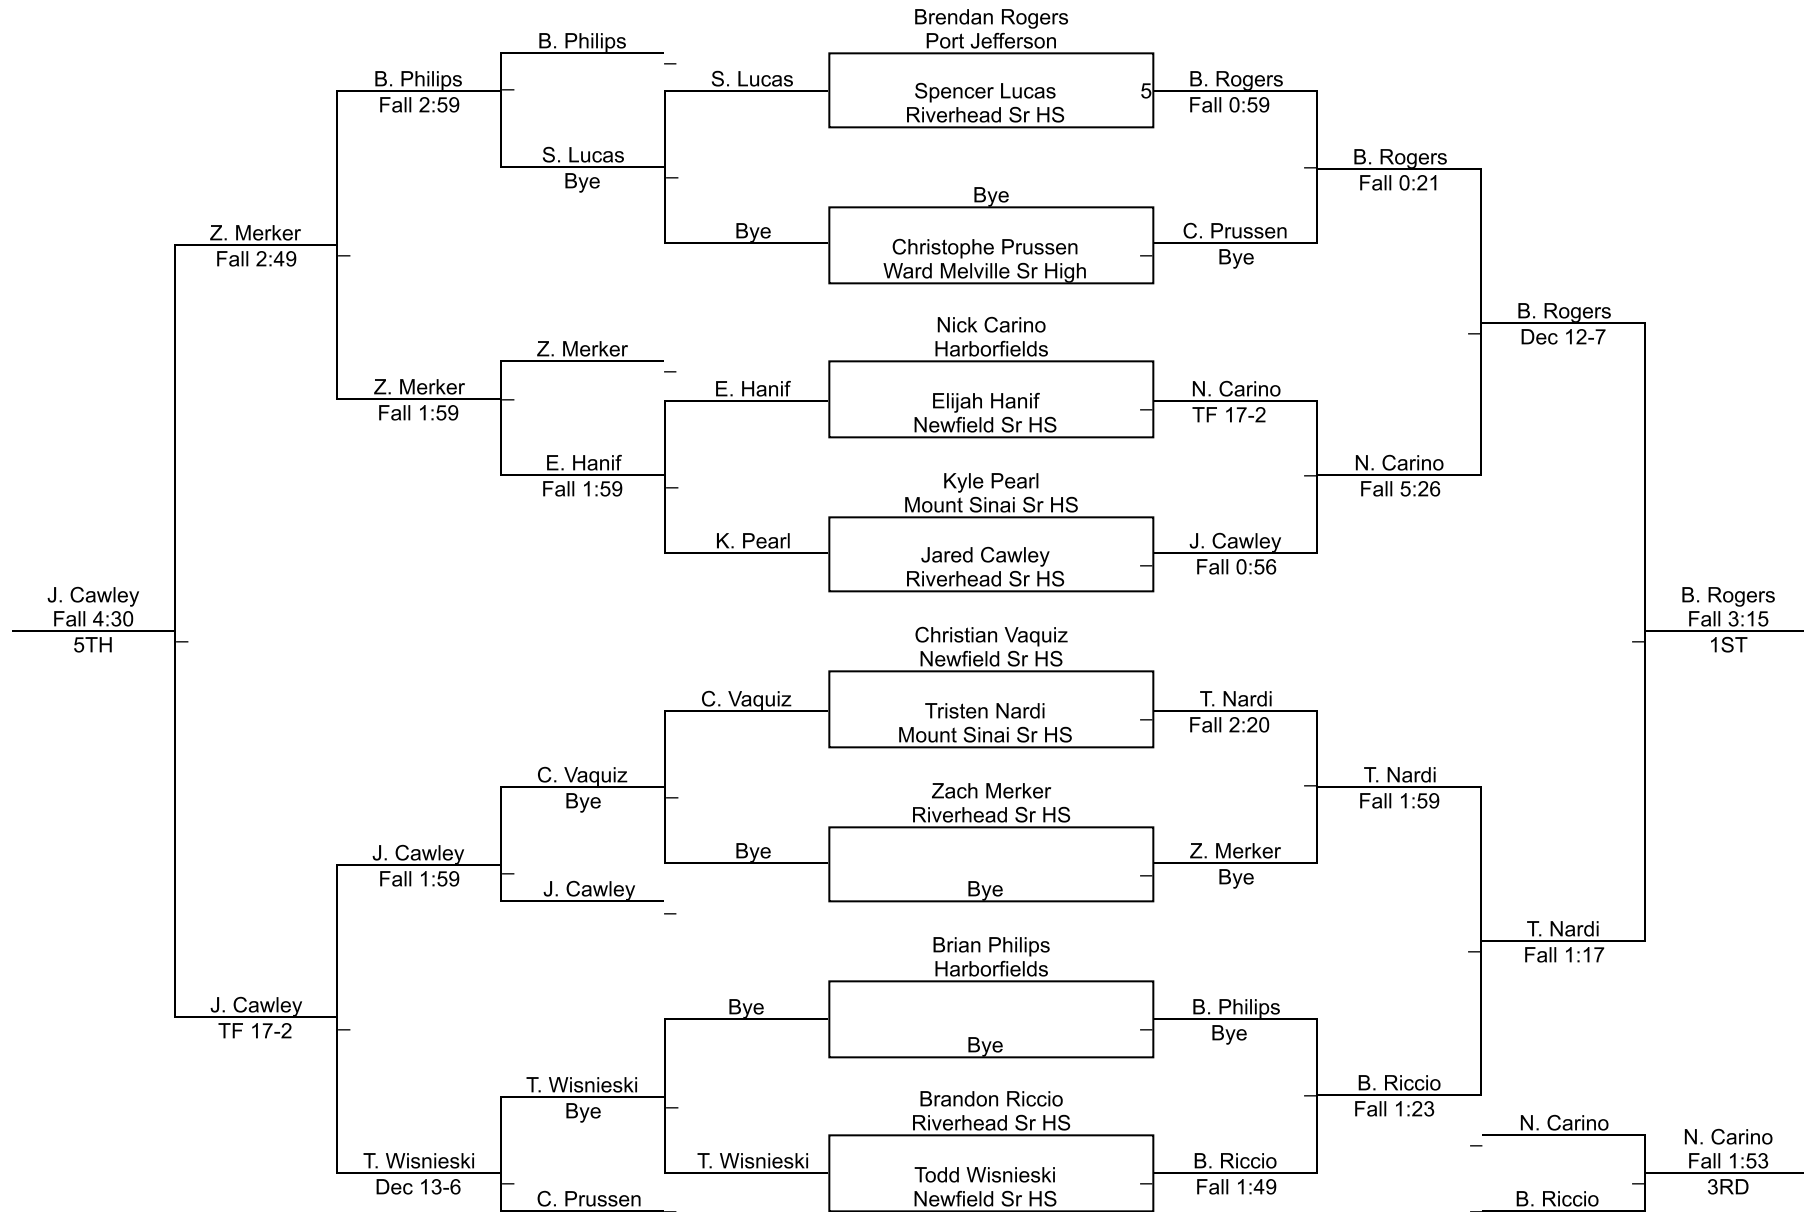 Brendan Rogers
Port Jefferson
B. Philips
S. Lucas
B. Philips
Fall 2:59
Spencer Lucas
Riverhead Sr HS
5
B. Rogers
Fall 0:59
S. Lucas
Bye
B. Rogers
Fall 0:21
Bye
Z. Merker
Fall 2:49
Bye
Christophe Prussen
Ward Melville Sr High
C. Prussen
Bye
B. Rogers
Dec 12-7
Nick Carino
Harborfields
Z. Merker
Z. Merker
Fall 1:59
E. Hanif
Elijah Hanif
Newfield Sr HS
N. Carino
TF 17-2
E. Hanif
Fall 1:59
N. Carino
Fall 5:26
Kyle Pearl
Mount Sinai Sr HS
K. Pearl
Jared Cawley
Riverhead Sr HS
J. Cawley
Fall 0:56
J. Cawley
Fall 4:30
5TH
B. Rogers
Fall 3:15
1ST
Christian Vaquiz
Newfield Sr HS
C. Vaquiz
Tristen Nardi
Mount Sinai Sr HS
T. Nardi
Fall 2:20
C. Vaquiz
Bye
T. Nardi
Fall 1:59
Zach Merker
Riverhead Sr HS
J. Cawley
Fall 1:59
Bye
Z. Merker
Bye
J. Cawley
Bye
T. Nardi
Fall 1:17
Brian Philips
Harborfields
J. Cawley
TF 17-2
Bye
B. Philips
Bye
Bye
T. Wisnieski
Bye
B. Riccio
Fall 1:23
Brandon Riccio
Riverhead Sr HS
N. Carino
N. Carino
Fall 1:53
3RD
T. Wisnieski
Dec 13-6
T. Wisnieski
Todd Wisnieski
Newfield Sr HS
B. Riccio
Fall 1:49
C. Prussen
B. Riccio